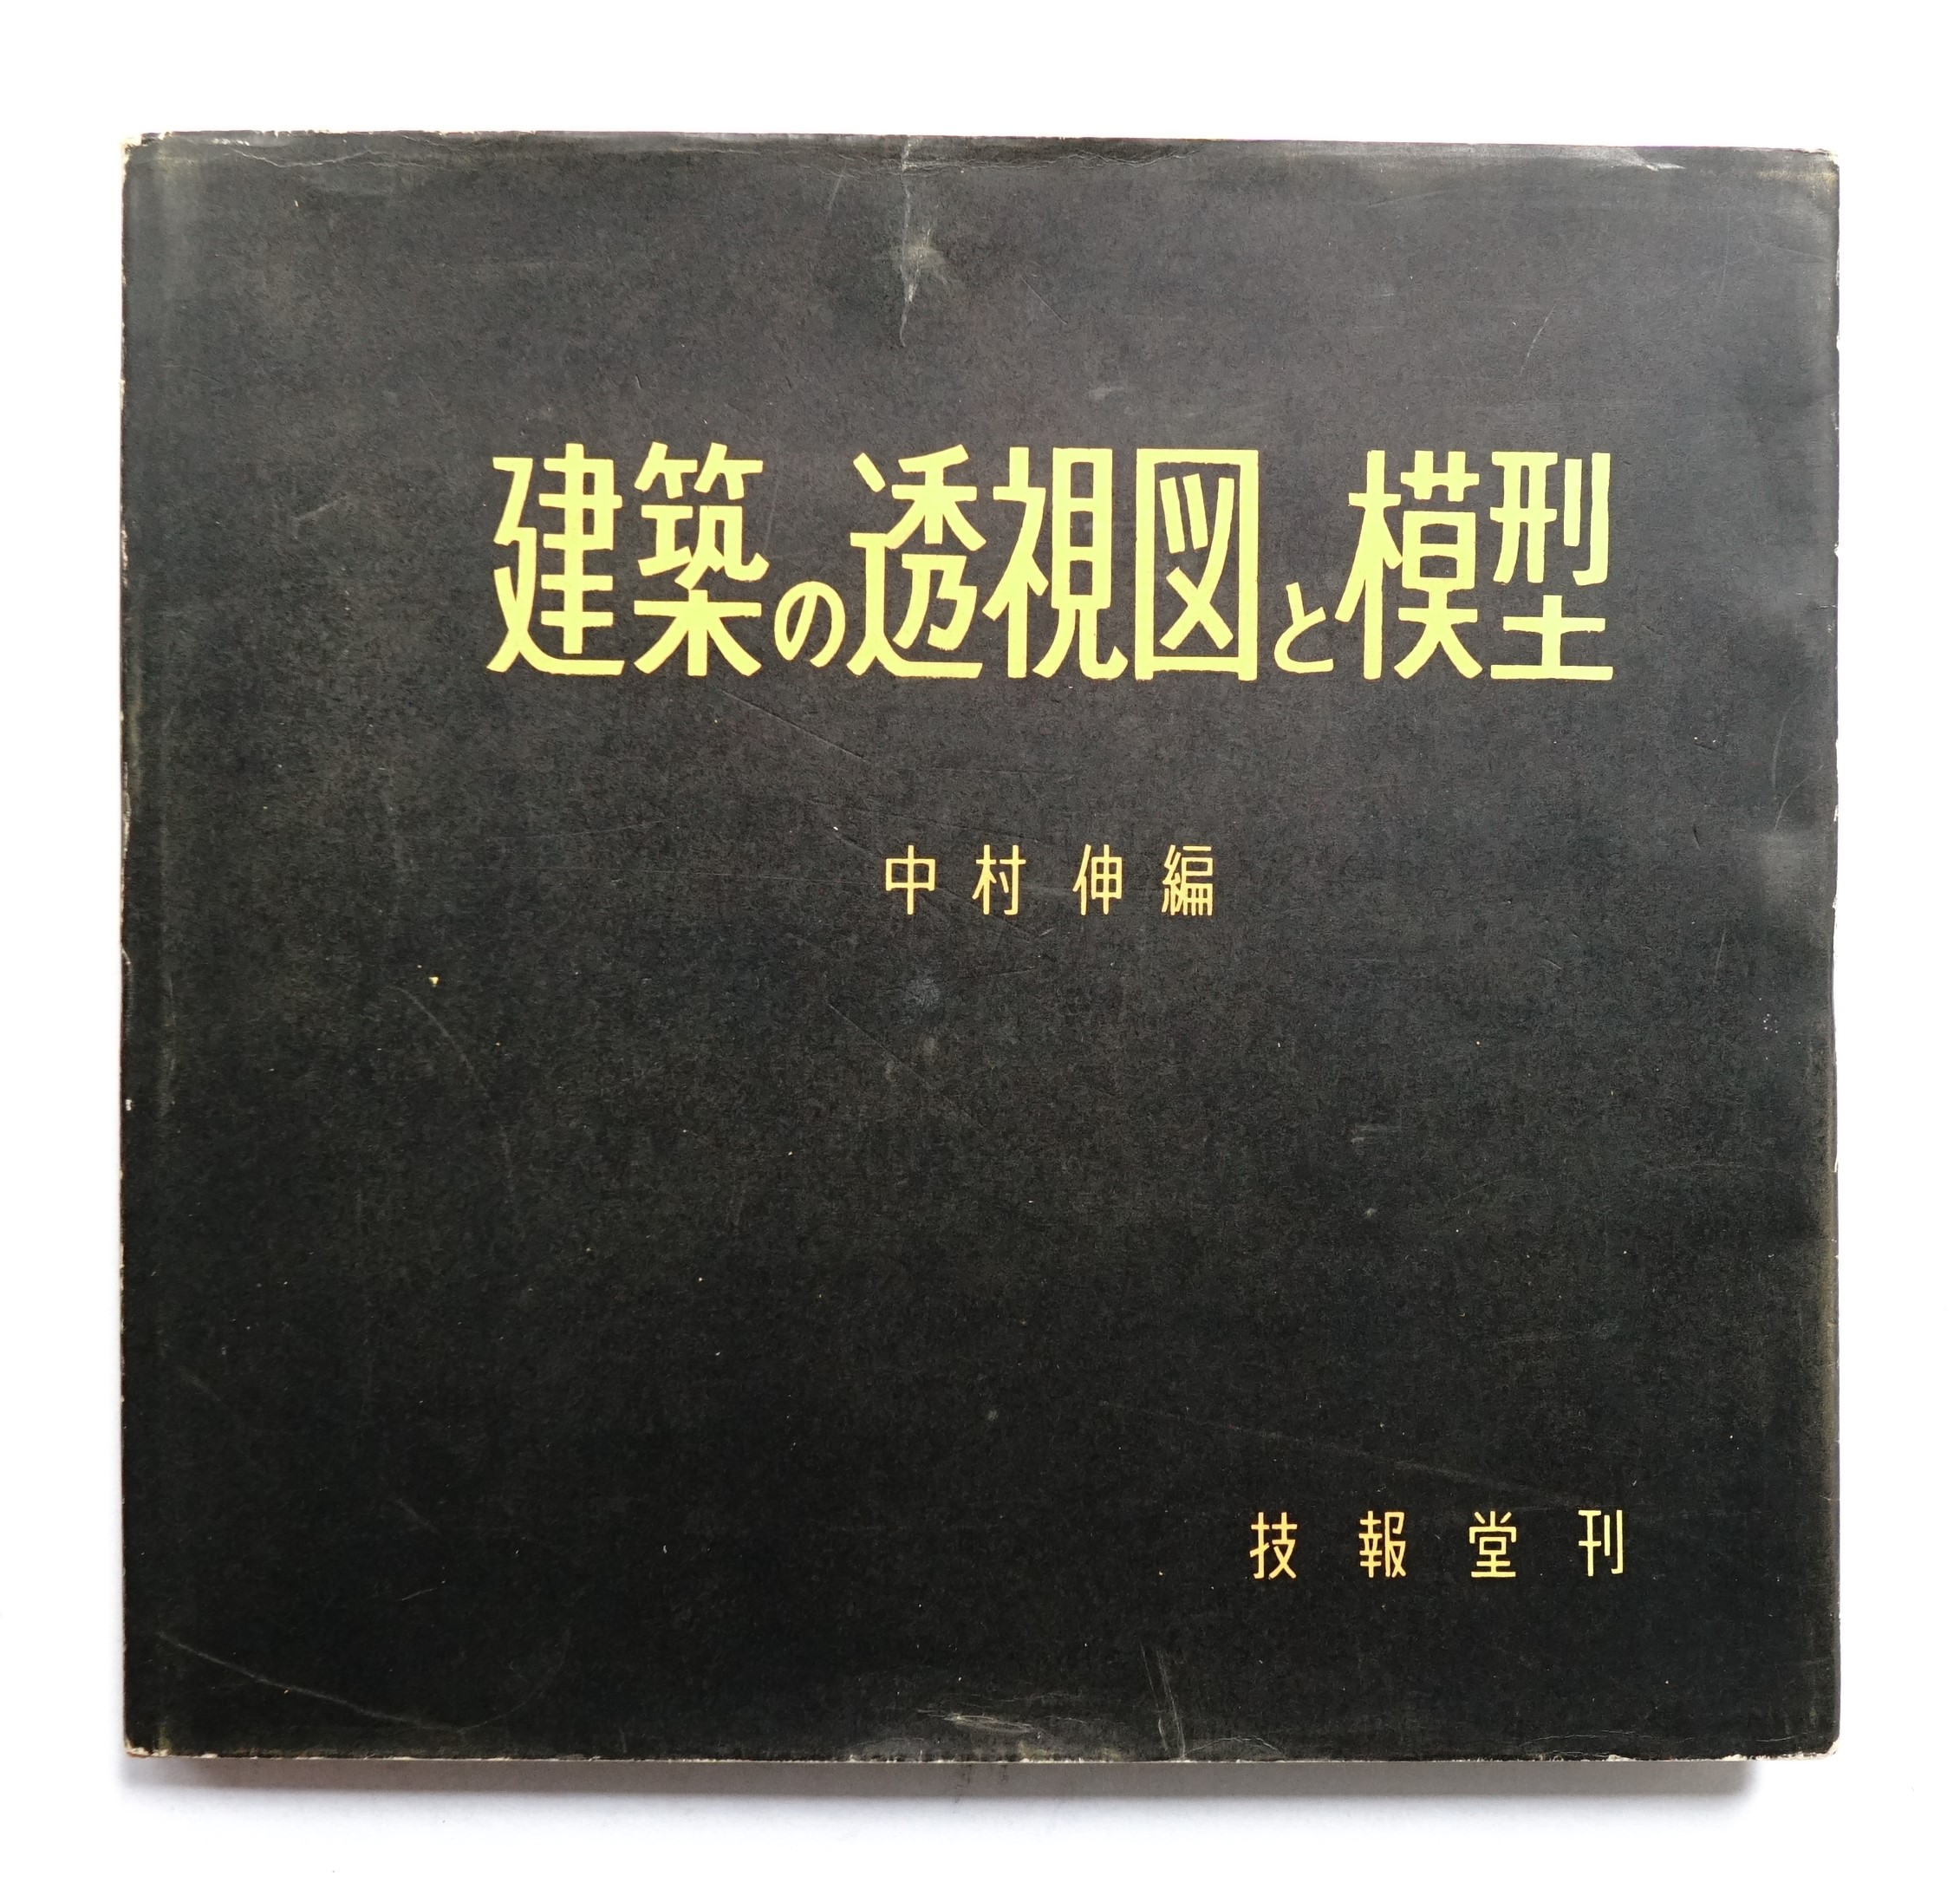 建築の透視図と模型
中村伸編
技報堂刊